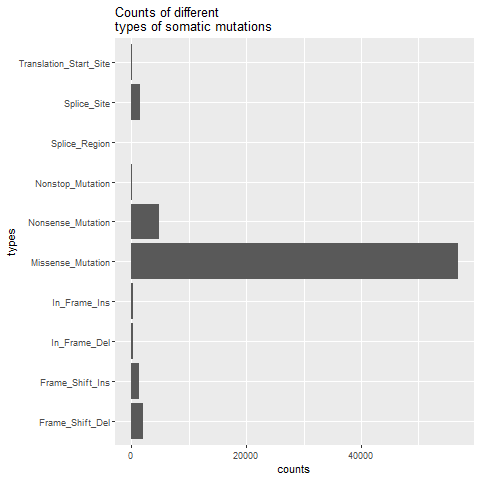 Counts of different
types of somatic mutations
types
Translation_Start_Site
Splice_Site
Splice_Region
Nonstop_Mutation
Nonsense_Mutation
Missense_Mutation
In_Frame_Ins
In_Frame_Del
Frame_Shift_Ins
Frame_Shift_Del
0 20000 40000
counts